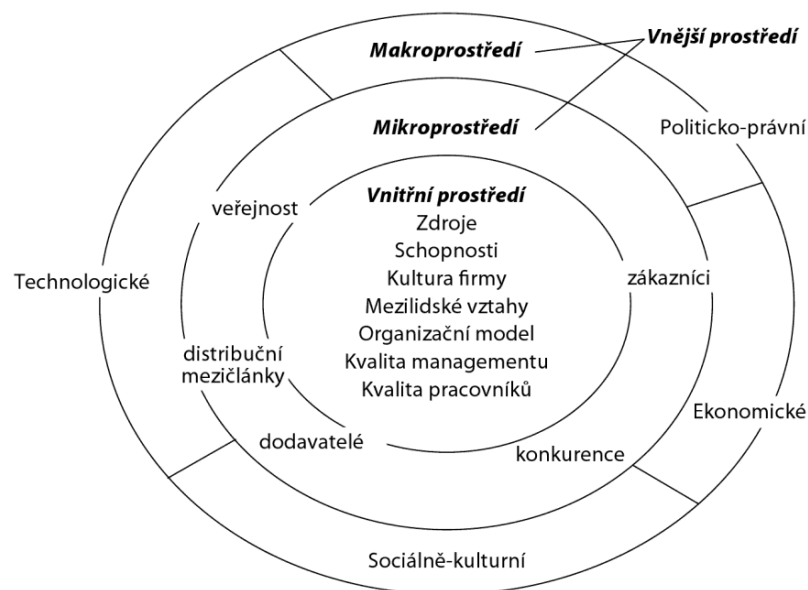 Makroprostředí
Vnější prostředí
Mikroprostředí
Politicko-právní
Vnitřní prostředí
veřejnost
Zdroje
Schopnosti
Technologické
Kultura firmy
zákazníci
Mezilidské vztahy
Organizační model
distribuční
mezičlánky
Kvalita managementu
Kvalita pracovníků
Ekonomické
dodavatelé
konkurence
Sociálně-kulturní